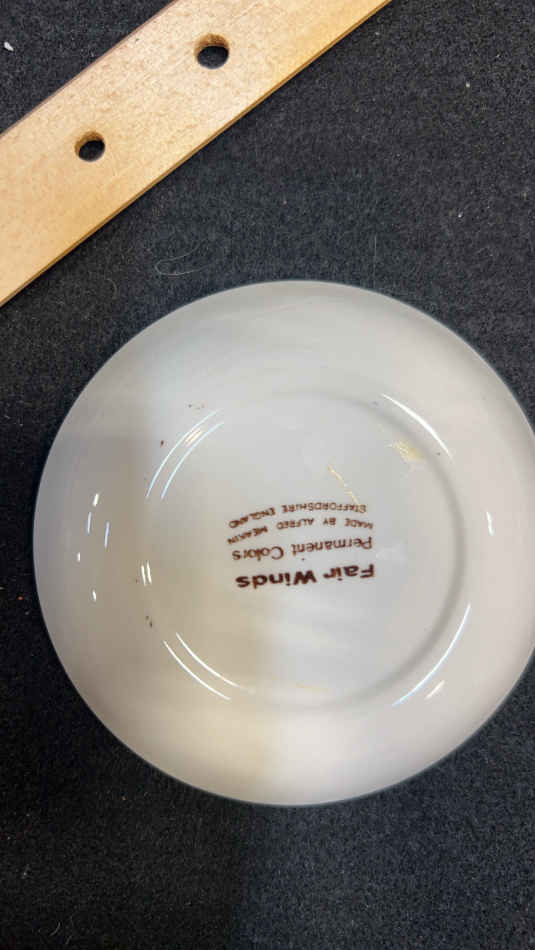 Fair Winds
Permanent Colors
MADE BY ALFRED MEAKIN
STAFFORDSHIRE ENGLAND